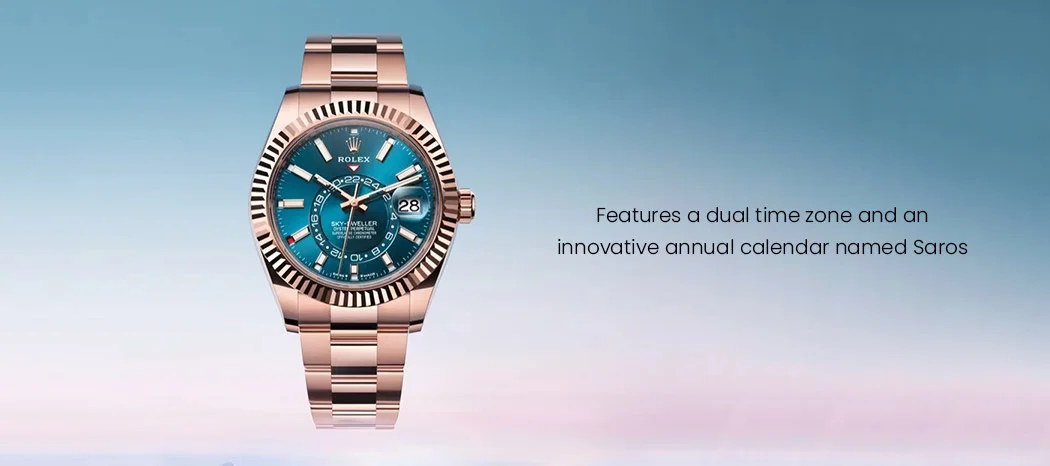 ROLEX
28
SKY-DWELLER
OYSTER PERPETUAL
SUPERLATIVE CHRONOMETER
OFFICIALLY CERTIFIED
Features a dual time zone and an
innovative annual calendar named Saros